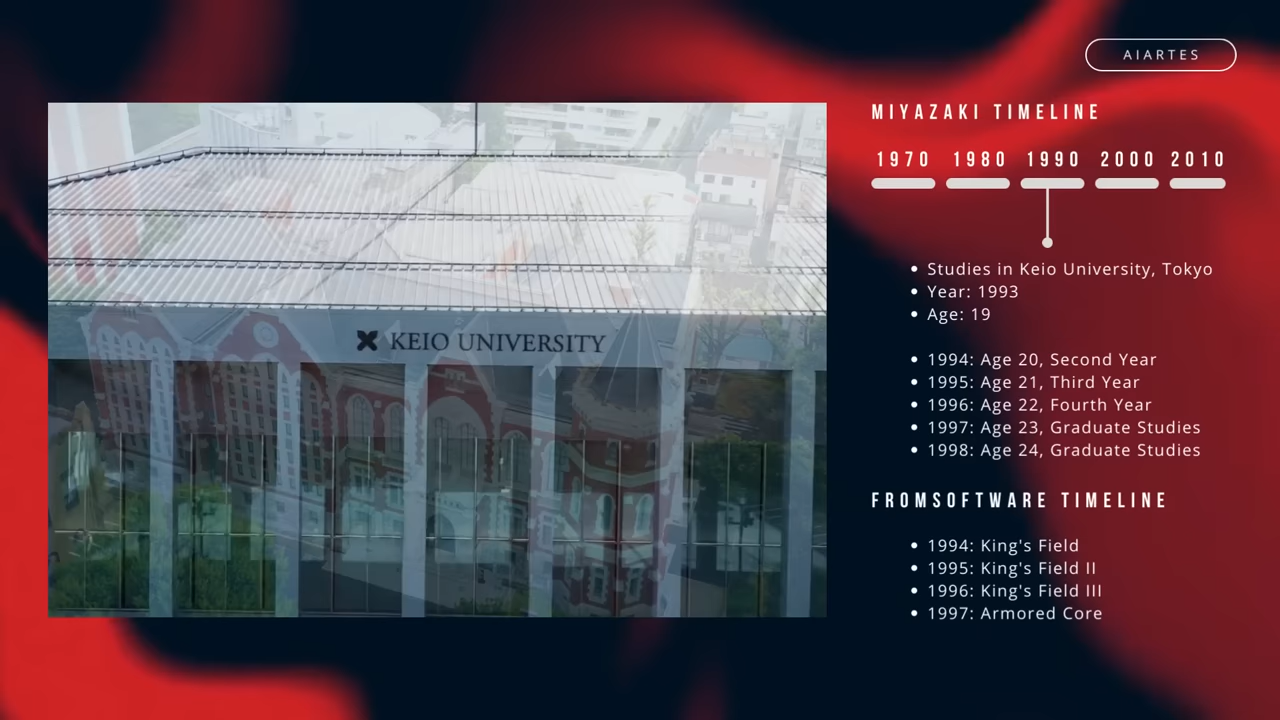 AIARTES
MIYAZAKI TIMELINE
1970 1980 1990 2000 2010
• Studies in Keio University, Tokyo
• Year: 1993
• Age: 19
• 1994: Age 20, Second Year
• 1995: Age 21, Third Year
• 1996: Age 22, Fourth Year
• 1997: Age 23, Graduate Studies
• 1998: Age 24, Graduate Studies
FROMSOFTWARE TIMELINE
• 1994: King's Field
• 1995: King's Field II
• 1996: King's Field III
• 1997: Armored Core
KEIO UNIVERSITY